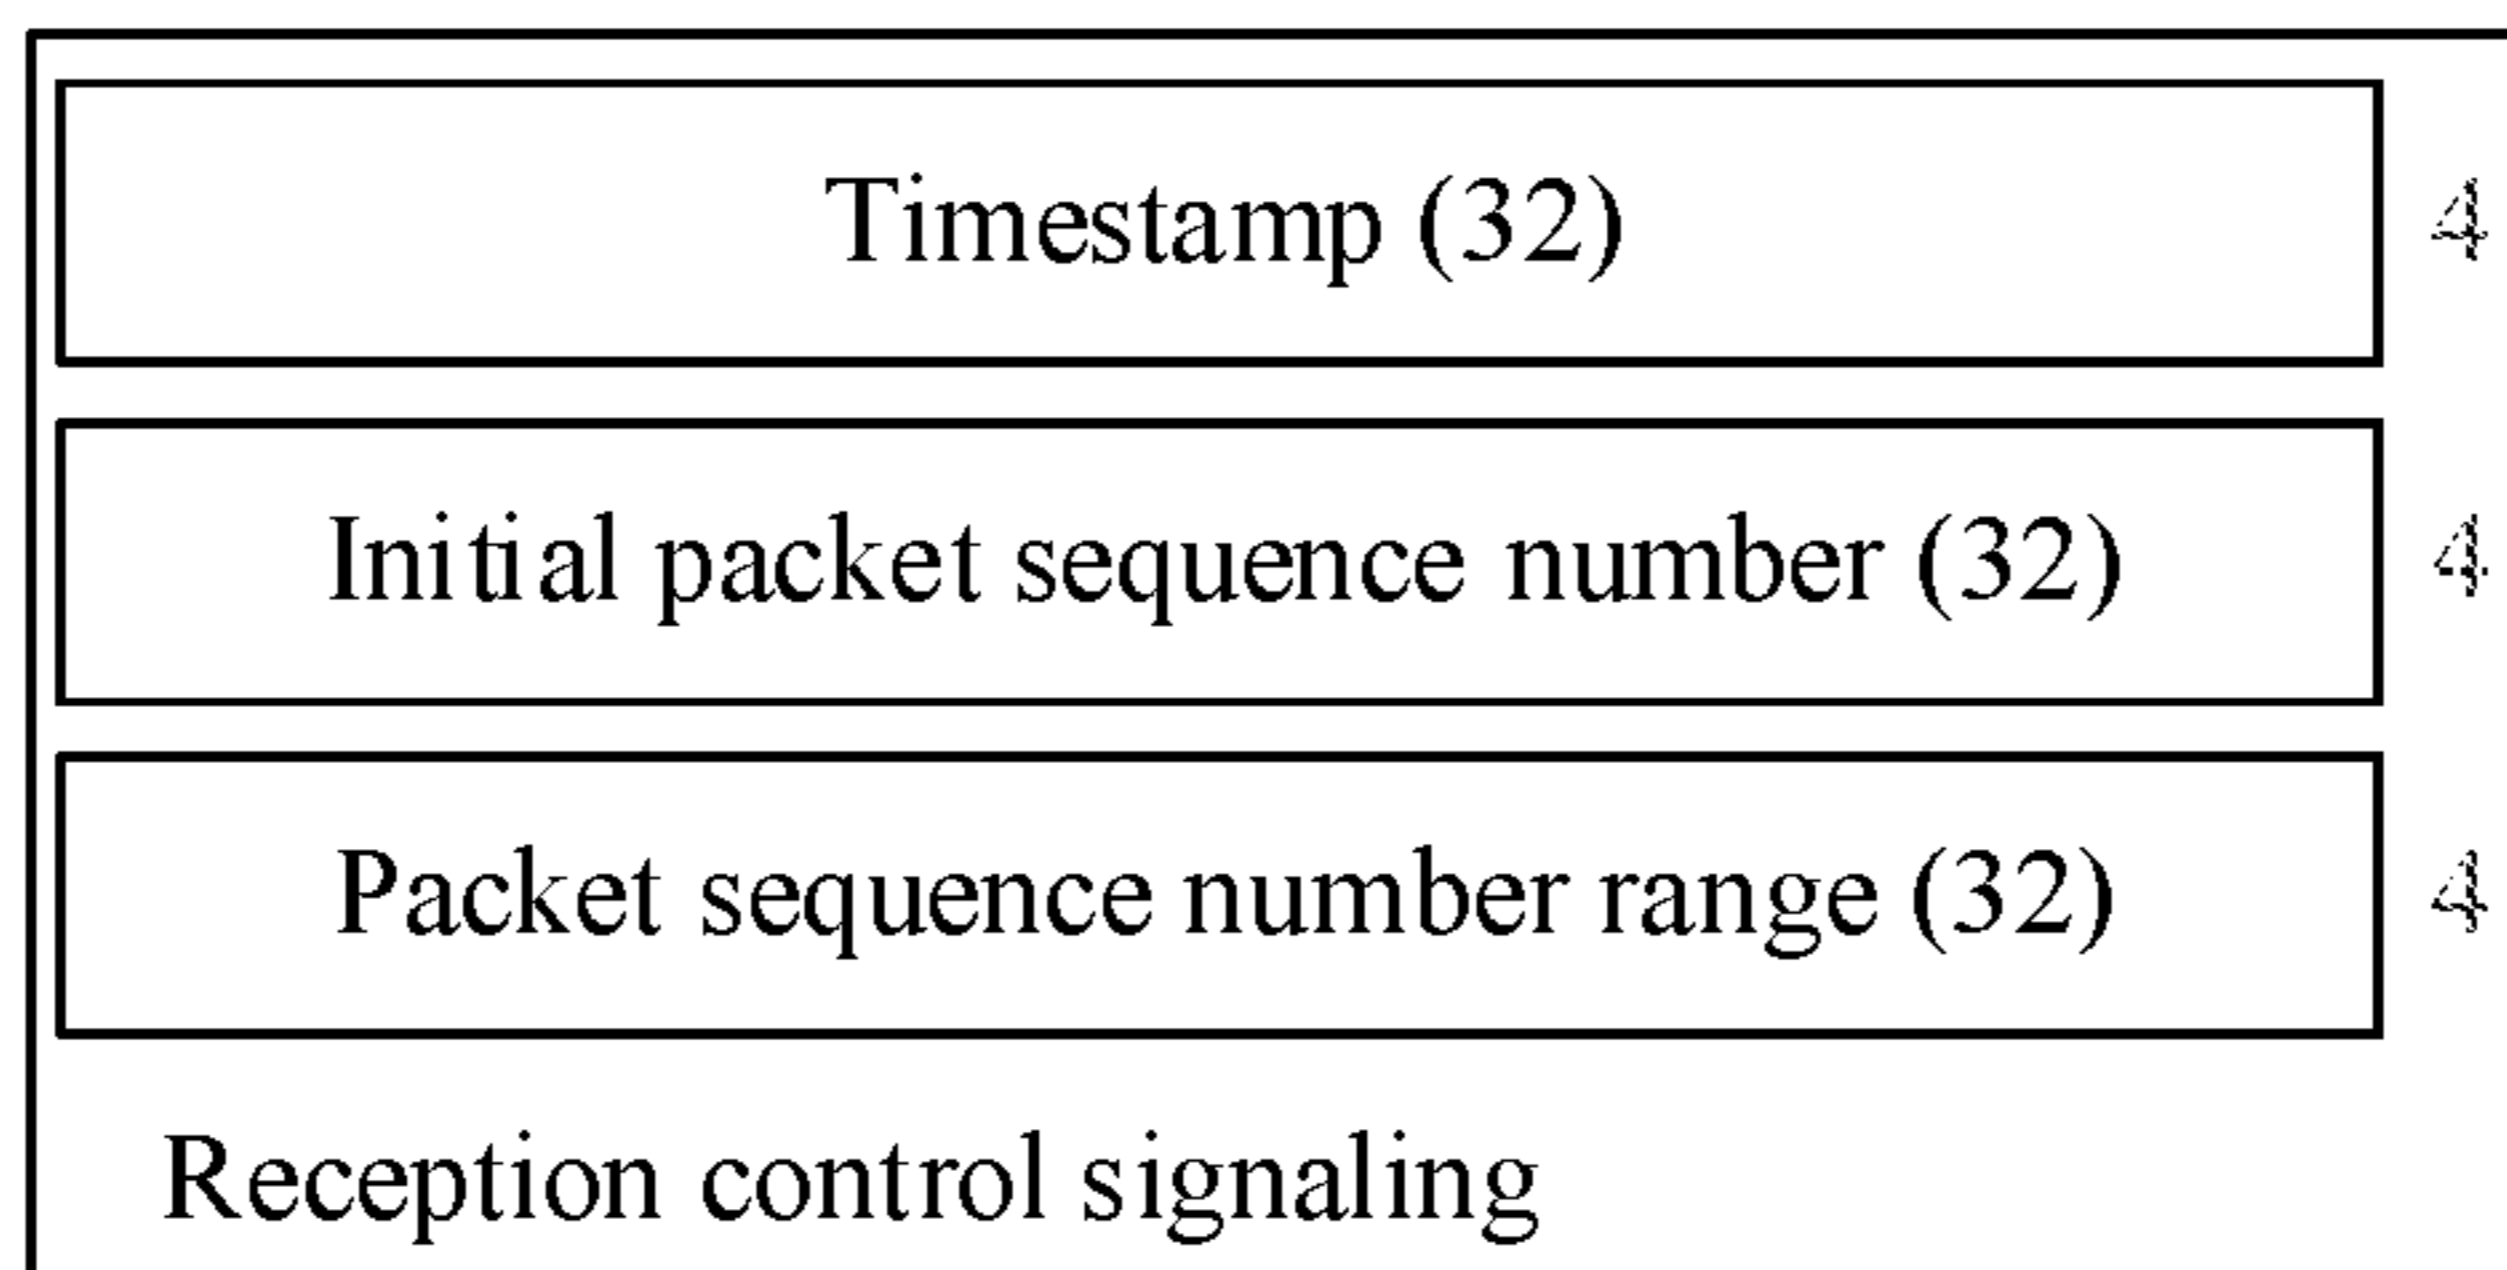 Timestamp (32) 4
Initial packet sequence number (32) 4
Packet sequence number range (32) 4
Reception control signaling